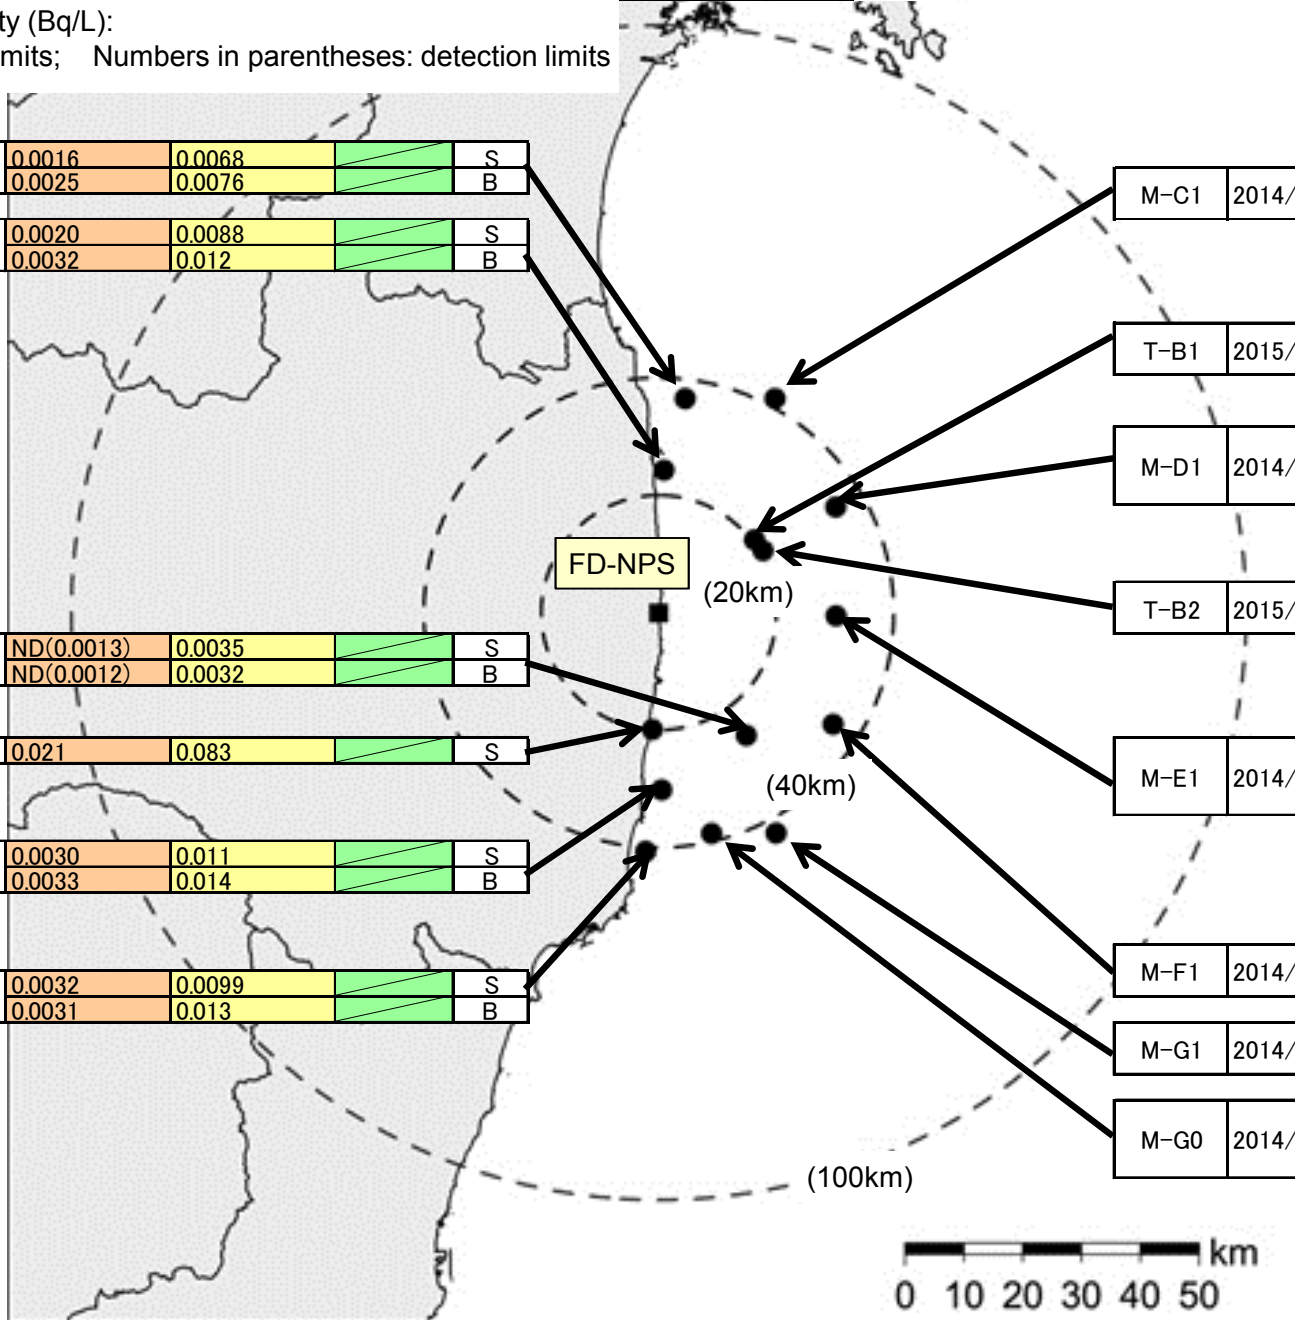 ty (Bq/L):
mits; Numbers in parentheses: detection limits
0.0016 0.0068 S
0.0025 0.0076 B
0.0020 0.0088 S
0.0032 0.012 B
M-C1 2014/
T-B1 2015/
M-D1 2014/
FD-NPS
(20km)
T-B2 2015/
ND(0.0013) 0.0035 S
ND(0.0012) 0.0032 B
0.021 0.083 S
(40km)
M-E1 2014/
0.0030 0.011 S
0.0033 0.014 B
0.0032 0.0099 S
0.0031 0.013 B
M-F1 2014/
M-G1 2014/
M-G0 2014/
(100km)
km
0 10 20 30 40 50